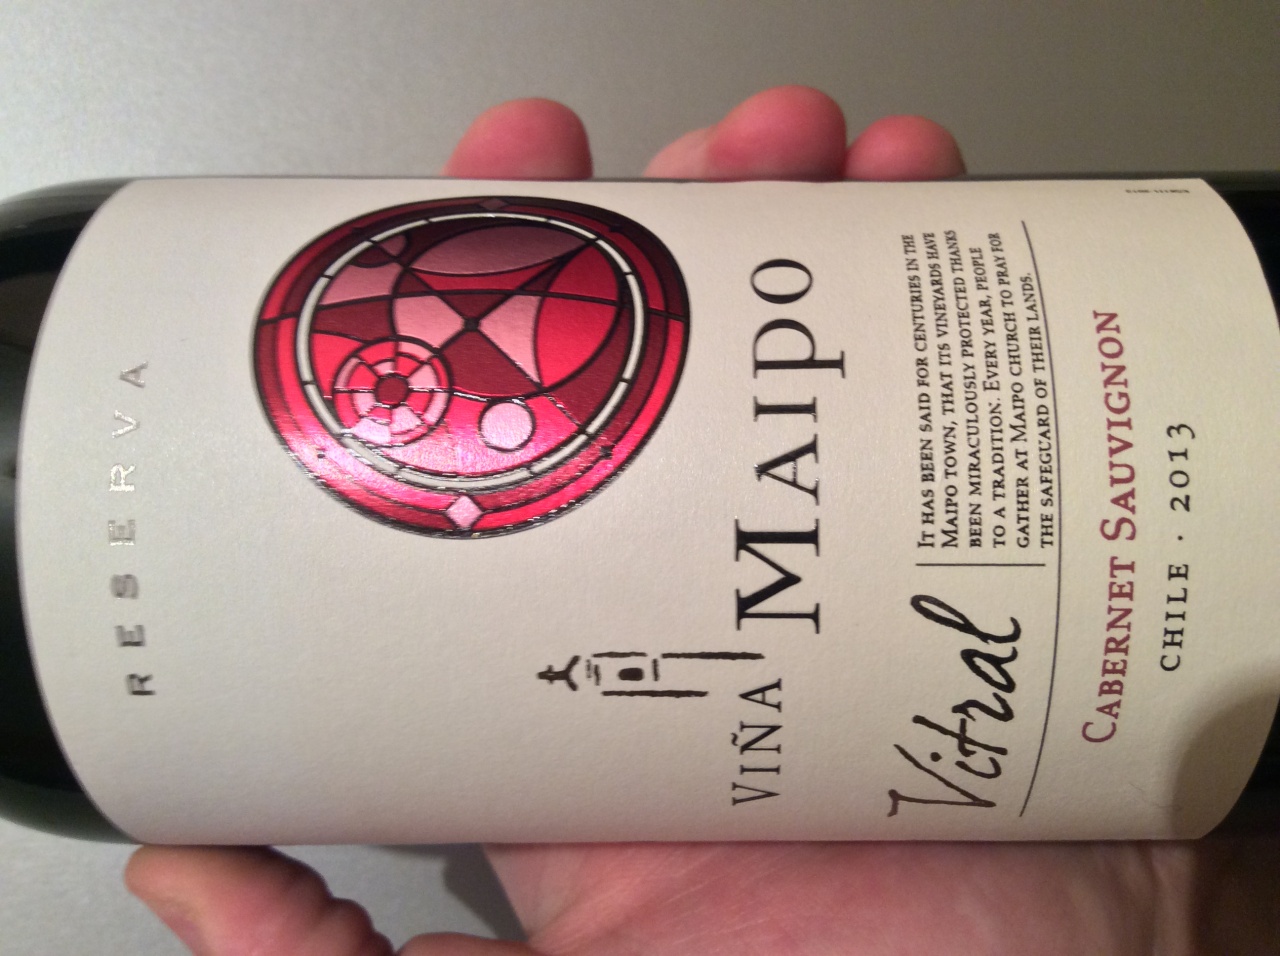 RESERVA
VIÑA MAIPO
Vitral
IT HAS BEEN SAID FOR CENTURIES IN THE
MAIPO TOWN, THAT ITS VINEYARDS HAVE
BEEN MIRACULOUSLY PROTECTED THANKS
TO A TRADITION. EVERY YEAR, PEOPLE
GATHER AT MAIPO CHURCH TO PRAY FOR
THE SAFEGUARD OF THEIR LANDS.
CABERNET SAUVIGNON
CHILE · 2013